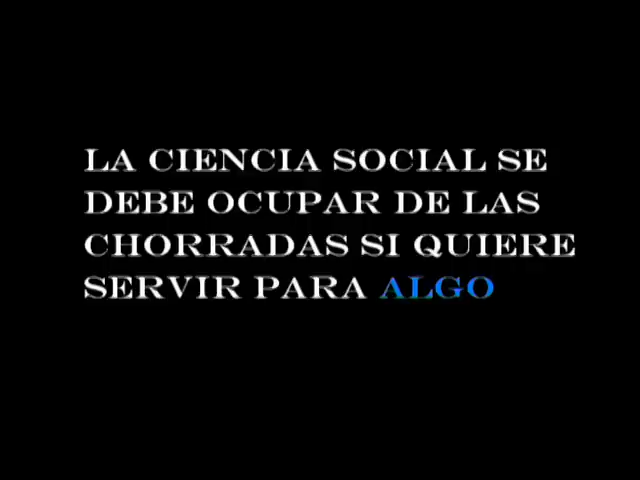 LA CIENCIA SOCIAL SE
DEBE OCUPAR DE LAS
CHORRADAS SI QUIERE
SERVIR PARA ALGO